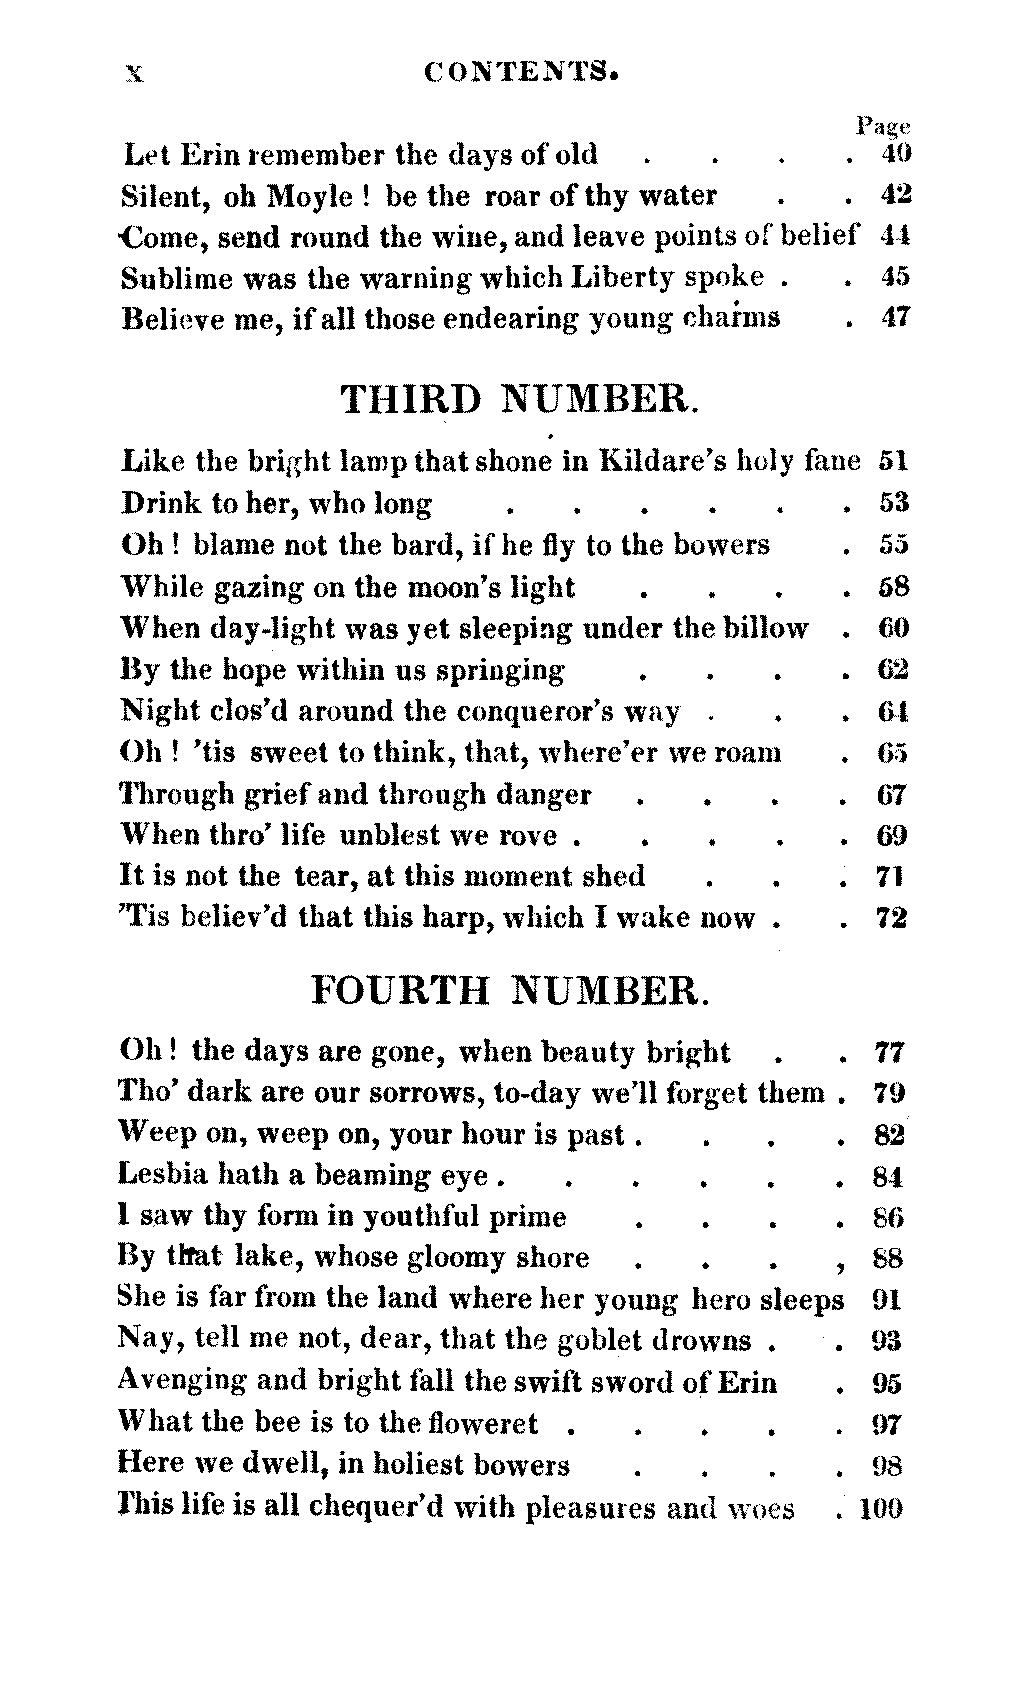 x CONTENTS.
Page
Let Erin remember the days of old . . . . 40
Silent, oh Moyle ! be the roar of thy water . . 42
Come, send round the wine, and leave points of belief 44
Sublime was the warning which Liberty spoke . . 45
Believe me, if all those endearing young charms . 47
THIRD NUMBER.
Like the bright lamp that shone in Kildare's holy fane 51
Drink to her, who long . . . . . . 53
Oh ! blame not the bard, if he fly to the bowers . 55
While gazing on the moon's light . . . . 58
When day-light was yet sleeping under the billow . 60
By the hope within us springing . . . . 62
Night clos'd around the conqueror's way . . . 64
Oh ! 'tis sweet to think, that, where'er we roam . 65
Through grief and through danger . . . . 67
When thro' life unblest we rove . . . . . 69
It is not the tear, at this moment shed . . . 71
'Tis believ'd that this harp, which I wake now . . 72
FOURTH NUMBER.
Oh ! the days are gone, when beauty bright . . 77
Tho' dark are our sorrows, to-day we'll forget them . 79
Weep on, weep on, your hour is past . . . . 82
Lesbia hath a beaming eye . . . . . . 84
I saw thy form in youthful prime . . . . 86
By that lake, whose gloomy shore . . . , 88
She is far from the land where her young hero sleeps 91
Nay, tell me not, dear, that the goblet drowns . . 93
Avenging and bright fall the swift sword of Erin . 95
What the bee is to the floweret . . . . . 97
Here we dwell, in holiest bowers . . . . 98
This life is all chequer'd with pleasures and woes . 100